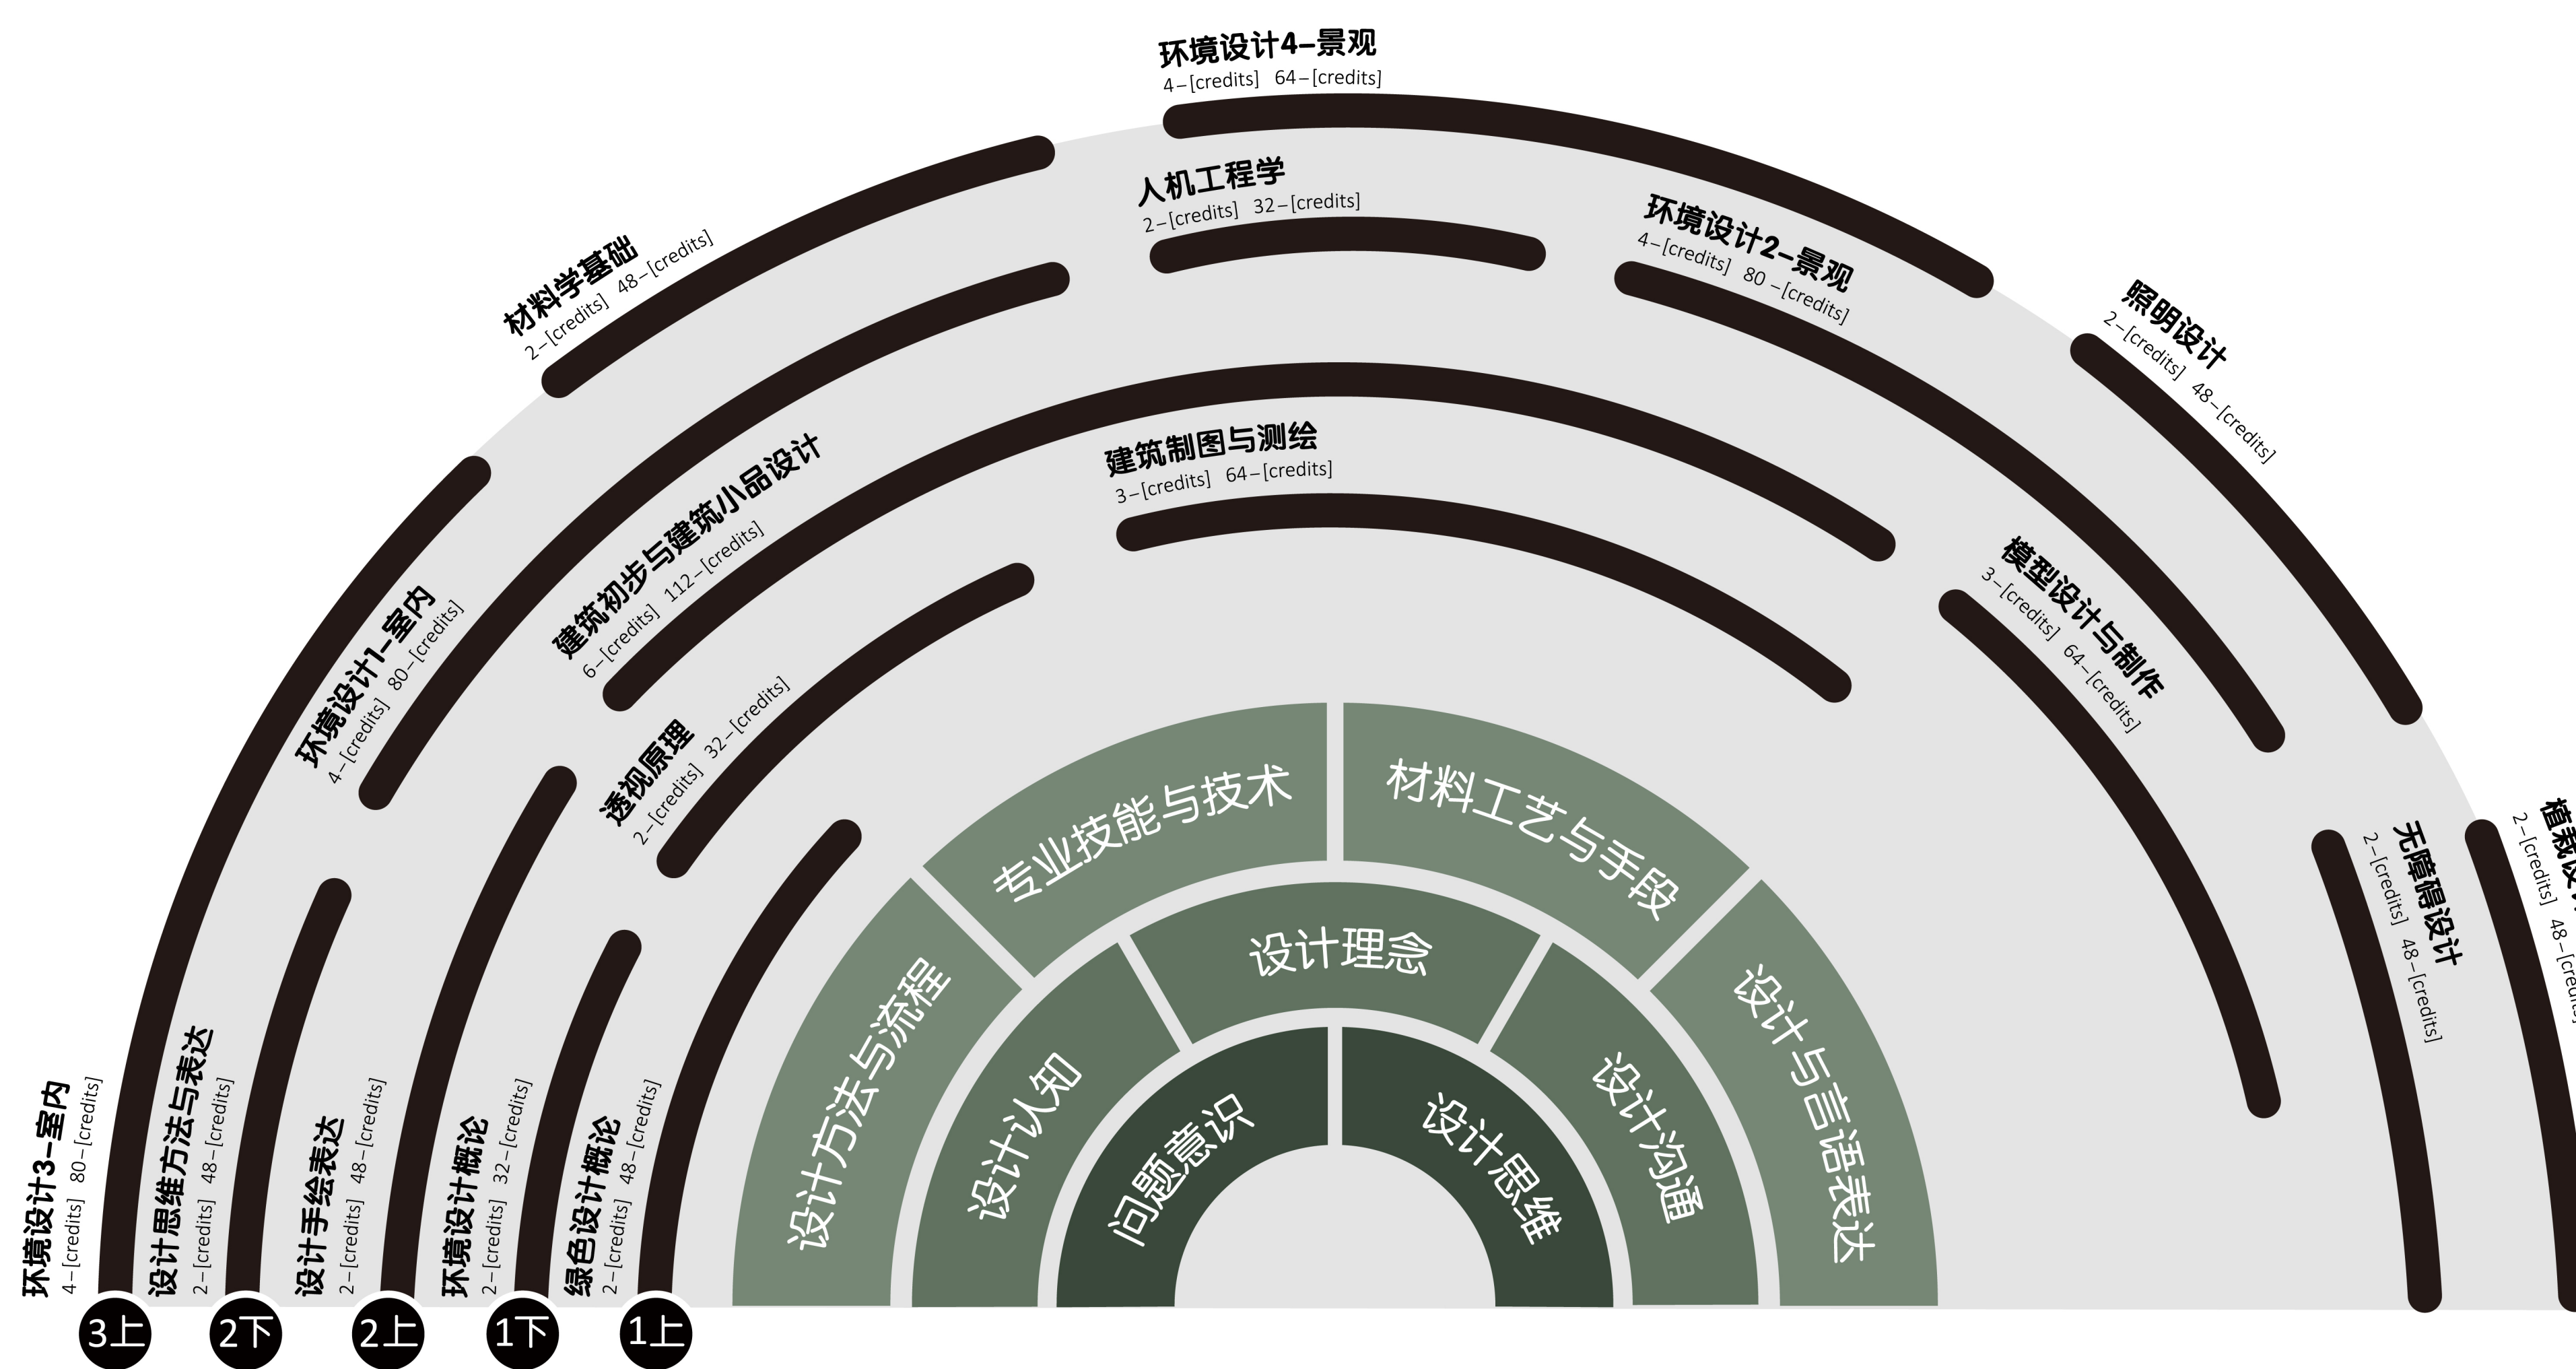 环境设计4–景观
4–[credits] 64–[credits]
人机工程学
2–[credits] 32–[credits]
环境设计2–景观
4–[credits] 80 –[credits]
材料学基础
2–[credits] 48–[credits]
照明设计
2–[credits] 48–[credits]
建筑制图与测绘
3–[credits] 64–[credits]
建筑初步与建筑小品设计
6–[credits] 112–[credits]
模型设计与制作
3–[credits] 64–[credits]
环境设计1–室内
4–[credits] 80–[credits]
透视原理
2–[credits] 32–[credits]
无障碍设计
2–[credits] 48–[credits]
植栽设
2–[credits] 48–[credits
专业技能与技术
材料工艺与手段
设计方法与流程
设计理念
设计与言语表达
设计认知
设计沟通
问题意识
设计思维
环境设计3–室内
4–[credits] 80–[credits]
设计思维方法与表达
2–[credits] 48–[credits]
设计手绘表达
2–[credits] 48–[credits]
环境设计概论
2–[credits] 32–[credits]
绿色设计概论
2–[credits] 48–[credits]
3上
2下
2上
1下
1上